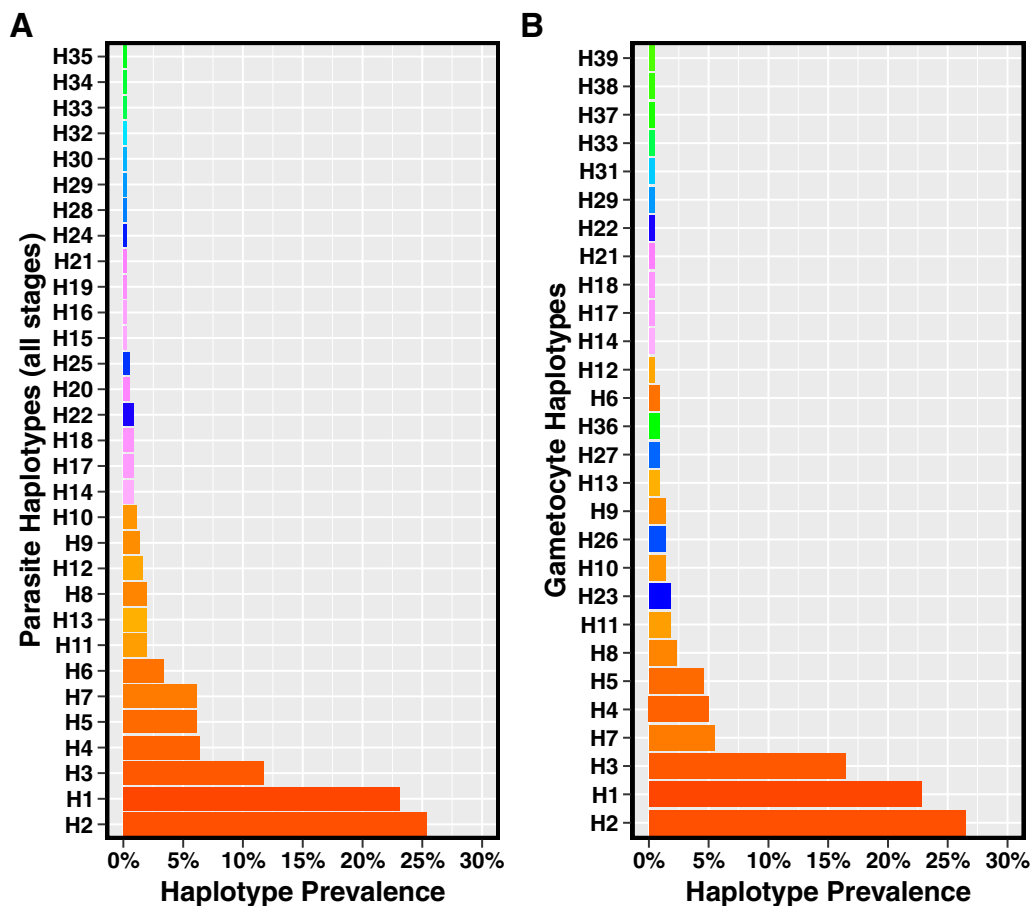 A
Parasite Haplotypes (all stages)
H35
H34
H33
H32
H30
H29
H28
H24
H21
H19
H16
H15
H25
H20
H22
H18
H17
H14
H10
H9
H12
H8
H13
H11
H6
H7
H5
H4
H3
H1
H2
0% 5% 10% 15% 20% 25% 30%
Haplotype Prevalence
B
Gametocyte Haplotypes
H39
H38
H37
H33
H31
H29
H22
H21
H18
H17
H14
H12
H6
H36
H27
H13
H9
H26
H10
H23
H11
H8
H5
H4
H7
H3
H1
H2
0% 5% 10% 15% 20% 25% 30%
Haplotype Prevalence